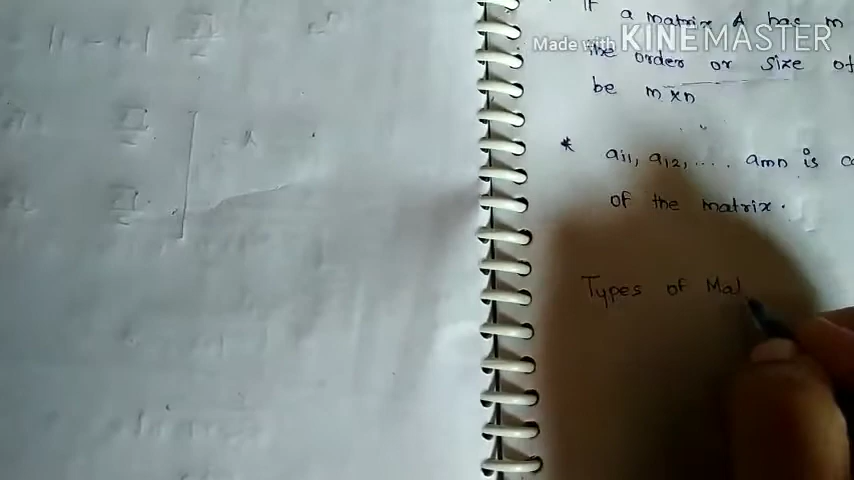 If
a matrix A has m
Made with KINEMASTER
the order or size of
be m×n
* a11, a12, .... amn is
of the matrix.
Types of Mat